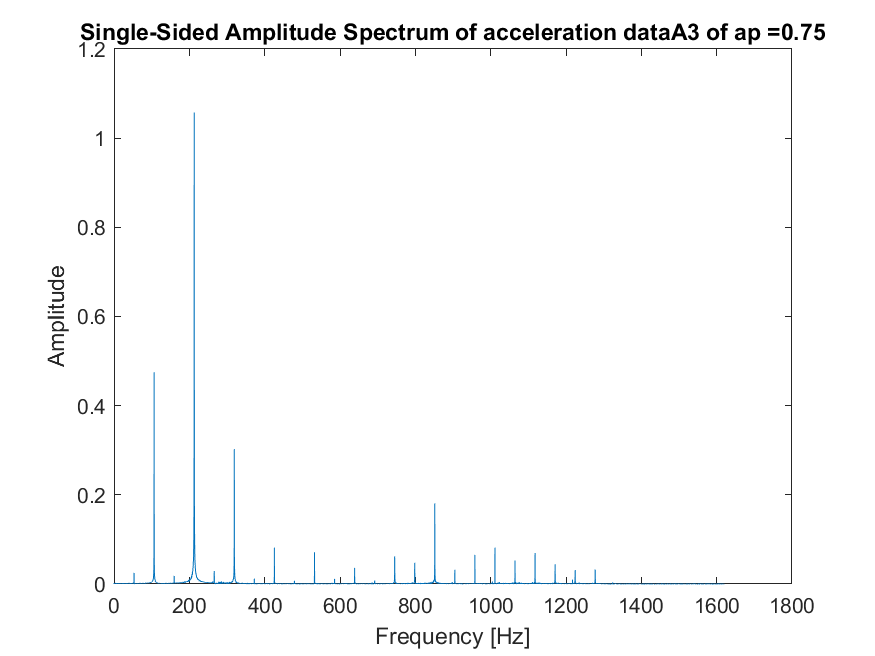 Single-Sided Amplitude Spectrum of acceleration dataA3 of ap =0.75
1.2
1
0.8
0.6
0.4
0.2
0
Amplitude
0 200 400 600 800 1000 1200 1400 1600 1800
Frequency [Hz]